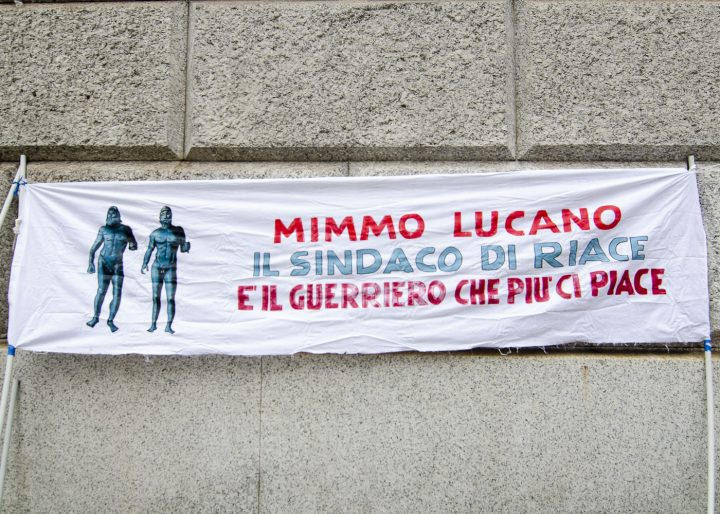 MIMMO LUCANO
IL SINDACO DI RIACE
E' IL GUERRIERO CHE PIU' CI PIACE